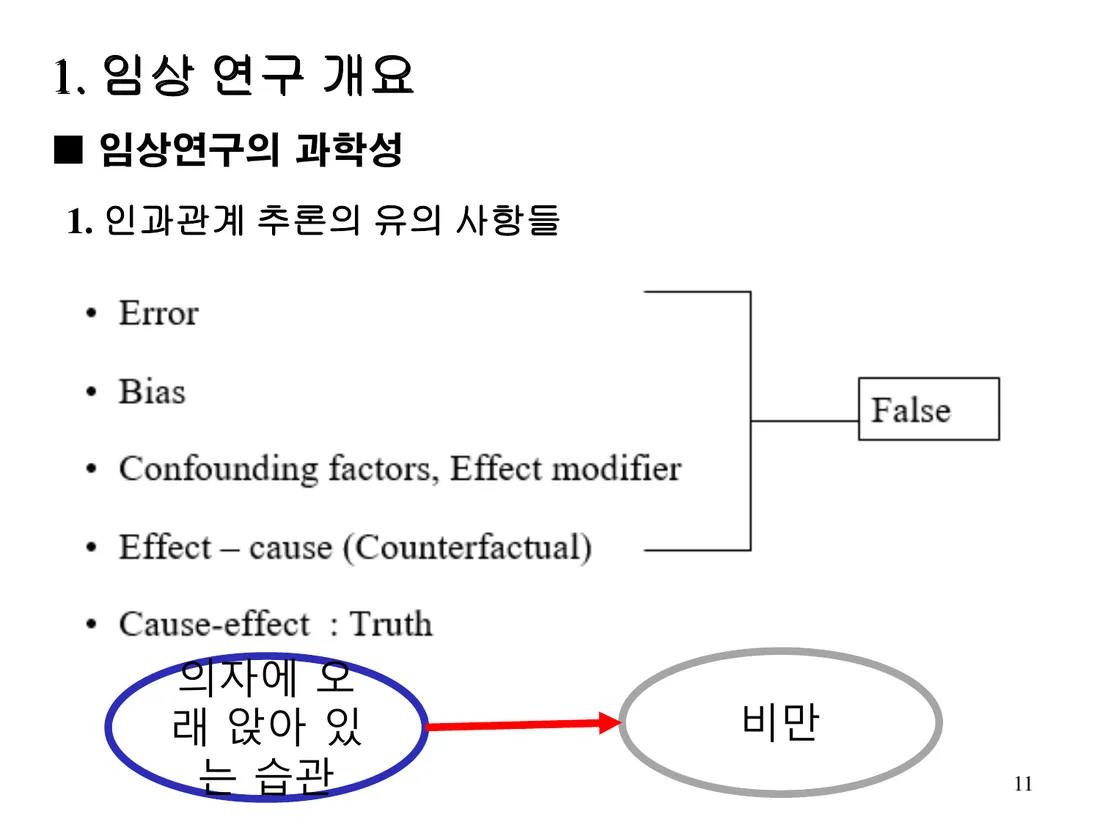 1. 임상 연구 개요
■ 임상연구의 과학성
1. 인과관계 추론의 유의 사항들
• Error
• Bias
• Confounding factors, Effect modifier
• Effect – cause (Counterfactual)
• Cause-effect : Truth
False
의자에 오
래 앉아 있
는 습관
비만
11